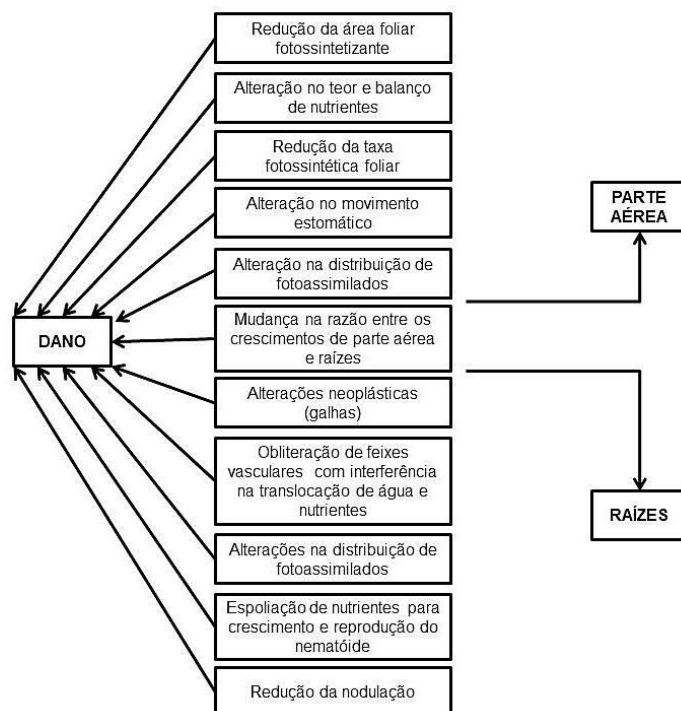 Redução da área foliar
fotossintetizante
Alteração no teor e balanço
de nutrientes
Redução da taxa
fotossintética foliar
Alteração no movimento
estomático
Alteração na distribuição de
fotoassimilados
Mudança na razão entre os
crescimentos de parte aérea
e raízes
Alterações neoplásticas
(galhas)
Obliteração de feixes
vasculares com interferência
na translocação de água e
nutrientes
Alterações na distribuição de
fotoassimilados
Espoliação de nutrientes para
crescimento e reprodução do
nematóide
Redução da nodulação
DANO
PARTE
AÉREA
RAÍZES